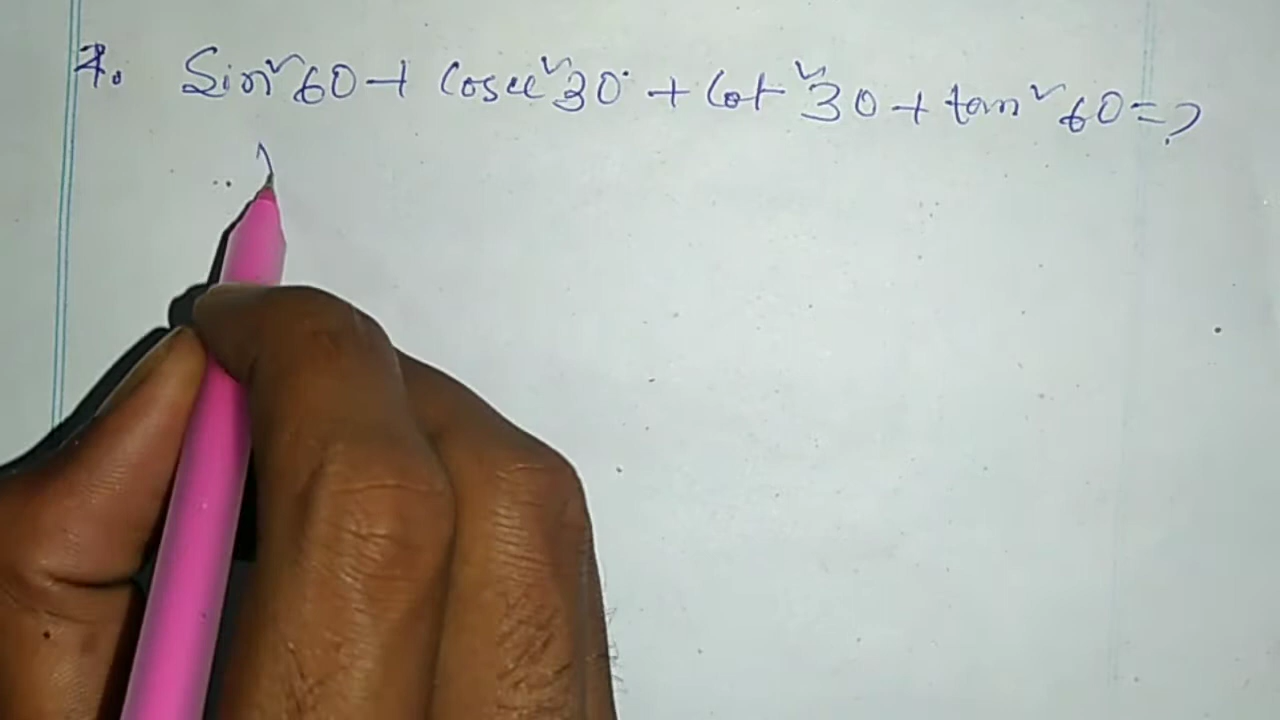 7. Sin²60 + Cosec²30° + Cot²30 + tan²60 = ?